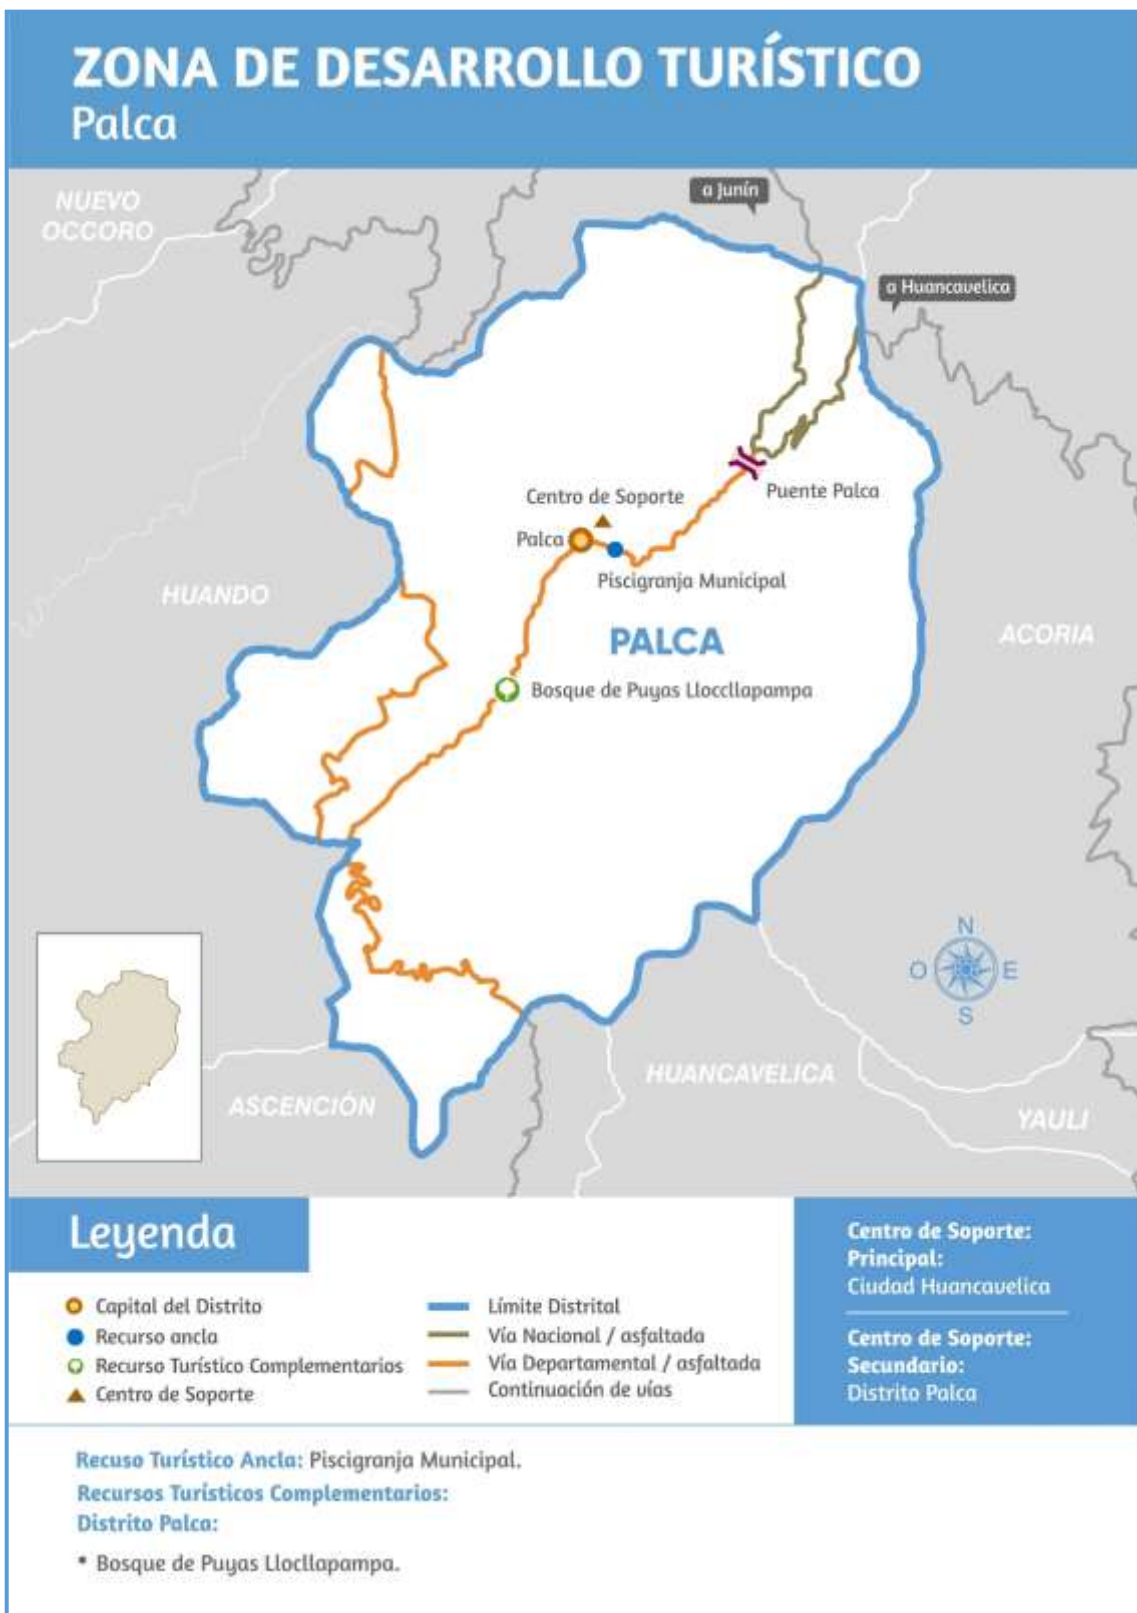 ZONA DE DESARROLLO TURÍSTICO
Palca
a Junín
NUEVO
OCCORO
a Huancavelica
Centro de Soporte
Puente Palca
Palca
Piscigranja Municipal
HUANDO
PALCA
ACORIA
Bosque de Puyas Lloccllapampa
N
O
E
S
HUANCAVELICA
ASCENCIÓN
YAULI
Leyenda
Capital del Distrito
Recurso ancla
Recurso Turístico Complementarios
Centro de Soporte
Límite Distrital
Vía Nacional / asfaltada
Vía Departamental / asfaltada
Continuación de vías
Centro de Soporte:
Principal:
Ciudad Huancavelica
Centro de Soporte:
Secundario:
Distrito Palca
Recuso Turístico Ancla: Piscigranja Municipal.
Recursos Turísticos Complementarios:
Distrito Palca:
* Bosque de Puyas Llocllapampa.